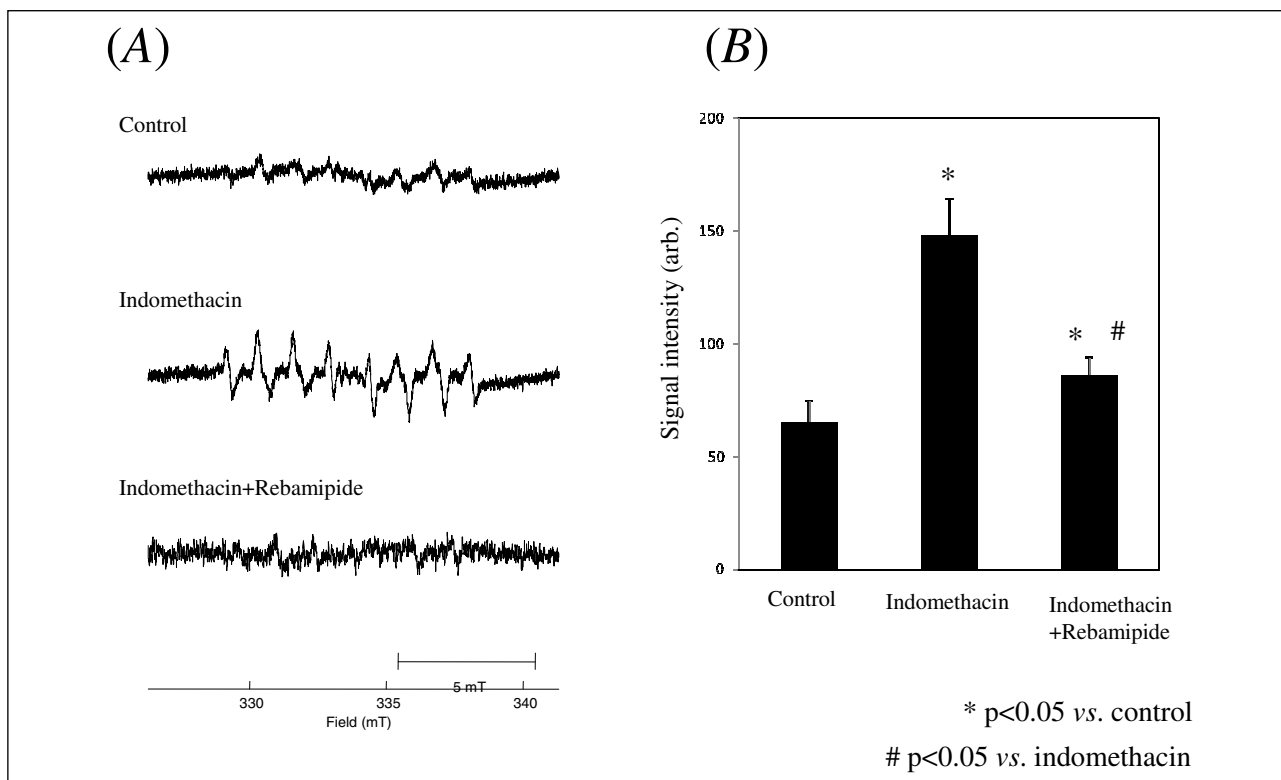 (A)
Control
Indomethacin
Indomethacin+Rebamipide
5 mT
330 335 340
Field (mT)
(B)
Signal intensity (arb.)
200
150
100
50
0
* 
* #
Control Indomethacin Indomethacin
+Rebamipide
* p<0.05 vs. control
# p<0.05 vs. indomethacin